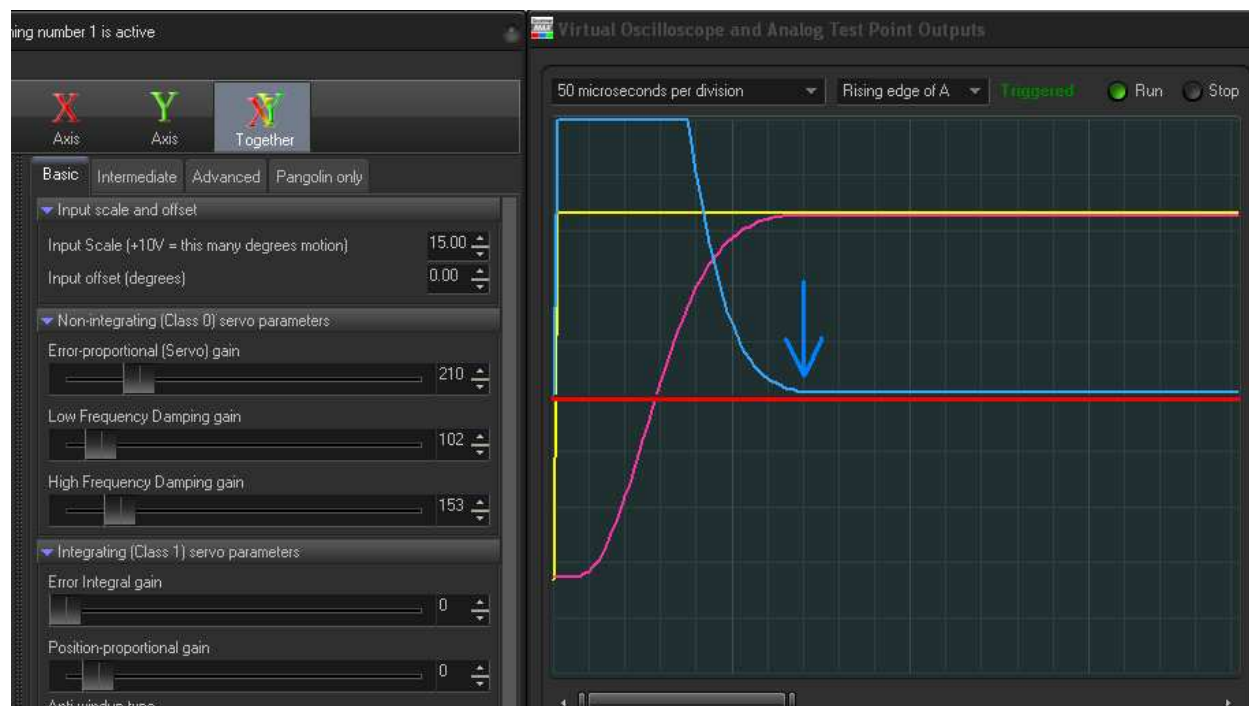 ning number 1 is active
X
Axis
Y
Axis
XY
Together
Basic Intermediate Advanced Pangolin only
Input scale and offset
Input Scale (+10V = this many degrees motion) 15.00
Input offset (degrees) 0.00
Non-integrating (Class 0) servo parameters
Error-proportional (Servo) gain
210
Low Frequency Damping gain
102
High Frequency Damping gain
153
Integrating (Class 1) servo parameters
Error Integral gain
0
Position-proportional gain
0
Anti-windup type
Virtual Oscilloscope and Analog Test Point Outputs
50 microseconds per division Rising edge of A Triggered Run Stop